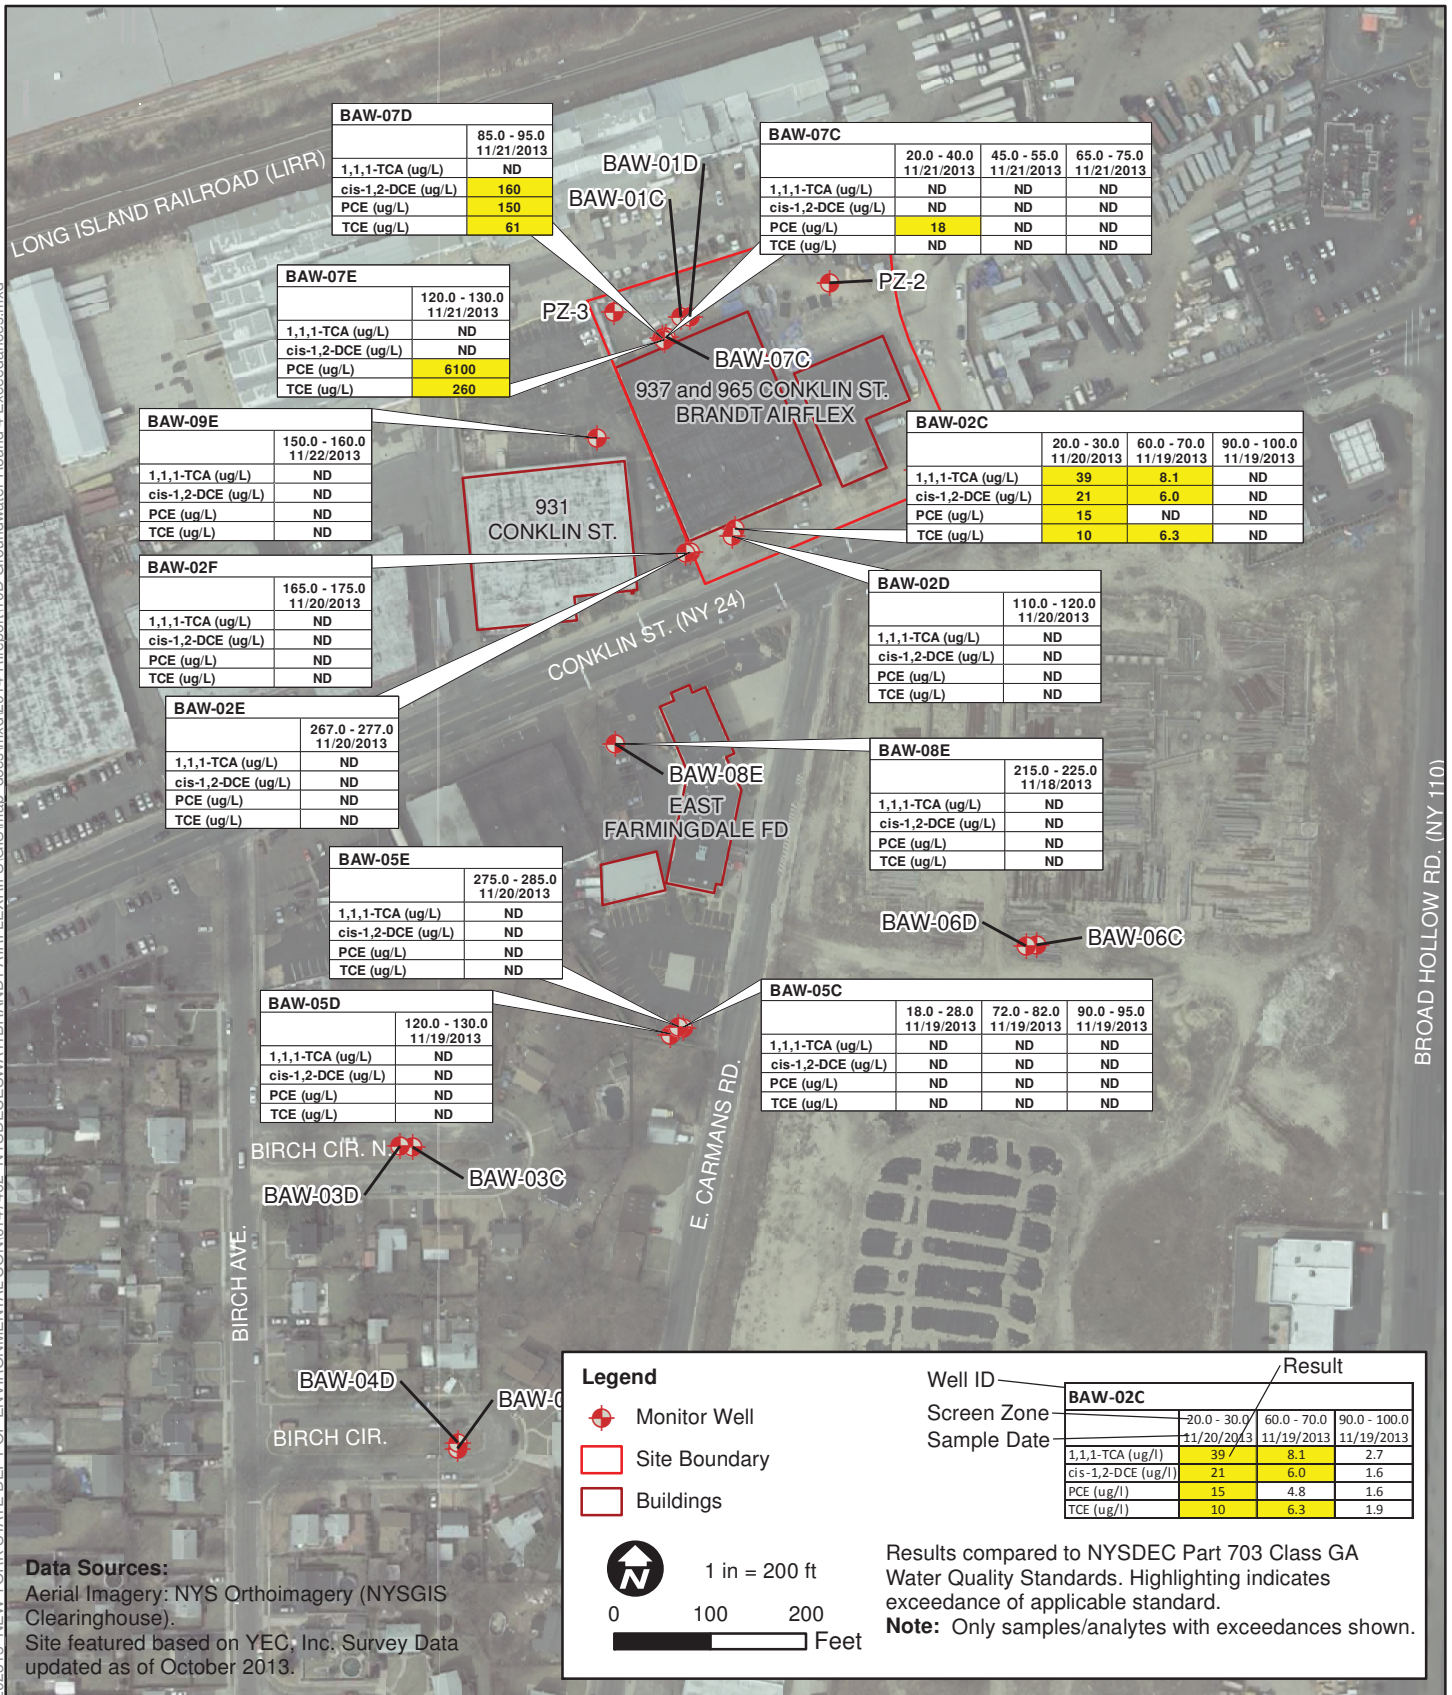 BAW-07D
85.0 - 95.0
11/21/2013
1,1,1-TCA (ug/L) ND
cis-1,2-DCE (ug/L) 160
PCE (ug/L) 150
TCE (ug/L) 61
BAW-01D
BAW-01C
BAW-07C
20.0 - 40.0 45.0 - 55.0 65.0 - 75.0
11/21/2013 11/21/2013 11/21/2013
1,1,1-TCA (ug/L) ND ND ND
cis-1,2-DCE (ug/L) ND ND ND
PCE (ug/L) 18 ND ND
TCE (ug/L) ND ND ND
LONG ISLAND RAILROAD (LIRR)
BAW-07E
120.0 - 130.0
11/21/2013
1,1,1-TCA (ug/L) ND
cis-1,2-DCE (ug/L) ND
PCE (ug/L) 6100
TCE (ug/L) 260
PZ-3
PZ-2
BAW-07C
937 and 965 CONKLIN ST.
BRANDT AIRFLEX
BAW-09E
150.0 - 160.0
11/22/2013
1,1,1-TCA (ug/L) ND
cis-1,2-DCE (ug/L) ND
PCE (ug/L) ND
TCE (ug/L) ND
931
CONKLIN ST.
BAW-02C
20.0 - 30.0 60.0 - 70.0 90.0 - 100.0
11/20/2013 11/19/2013 11/19/2013
1,1,1-TCA (ug/L) 39 8.1 ND
cis-1,2-DCE (ug/L) 21 6.0 ND
PCE (ug/L) 15 ND ND
TCE (ug/L) 10 6.3 ND
BAW-02F
165.0 - 175.0
11/20/2013
1,1,1-TCA (ug/L) ND
cis-1,2-DCE (ug/L) ND
PCE (ug/L) ND
TCE (ug/L) ND
BAW-02D
110.0 - 120.0
11/20/2013
1,1,1-TCA (ug/L) ND
cis-1,2-DCE (ug/L) ND
PCE (ug/L) ND
TCE (ug/L) ND
CONKLIN ST. (NY 24)
BAW-02E
267.0 - 277.0
11/20/2013
1,1,1-TCA (ug/L) ND
cis-1,2-DCE (ug/L) ND
PCE (ug/L) ND
TCE (ug/L) ND
BAW-08E
215.0 - 225.0
11/18/2013
1,1,1-TCA (ug/L) ND
cis-1,2-DCE (ug/L) ND
PCE (ug/L) ND
TCE (ug/L) ND
BAW-08E
EAST
FARMINGDALE FD
BROAD HOLLOW RD. (NY 110)
BAW-05E
275.0 - 285.0
11/20/2013
1,1,1-TCA (ug/L) ND
cis-1,2-DCE (ug/L) ND
PCE (ug/L) ND
TCE (ug/L) ND
BAW-06D
BAW-06C
BAW-05D
120.0 - 130.0
11/19/2013
1,1,1-TCA (ug/L) ND
cis-1,2-DCE (ug/L) ND
PCE (ug/L) ND
TCE (ug/L) ND
BAW-05C
18.0 - 28.0 72.0 - 82.0 90.0 - 95.0
11/19/2013 11/19/2013 11/19/2013
1,1,1-TCA (ug/L) ND ND ND
cis-1,2-DCE (ug/L) ND ND ND
PCE (ug/L) ND ND ND
TCE (ug/L) ND ND ND
E. CARMANS RD.
BIRCH CIR. N.
BAW-03C
BAW-03D
BIRCH AVE.
BAW-04D
BAW-0
BIRCH CIR.
Legend
Monitor Well
Site Boundary
Buildings
N
1 in = 200 ft
0 100 200
Feet
Well ID
Screen Zone
Sample Date
Result
BAW-02C
20.0 - 30.0 60.0 - 70.0 90.0 - 100.0
11/20/2013 11/19/2013 11/19/2013
1,1,1-TCA (ug/l) 39 8.1 2.7
cis-1,2-DCE (ug/l) 21 6.0 1.6
PCE (ug/l) 15 4.8 1.6
TCE (ug/l) 10 6.3 1.9
Results compared to NYSDEC Part 703 Class GA
Water Quality Standards. Highlighting indicates
exceedance of applicable standard.
Note: Only samples/analytes with exceedances shown.
Data Sources:
Aerial Imagery: NYS Orthoimagery (NYSGIS
Clearinghouse).
Site featured based on YEC, Inc. Survey Data
updated as of October 2013.